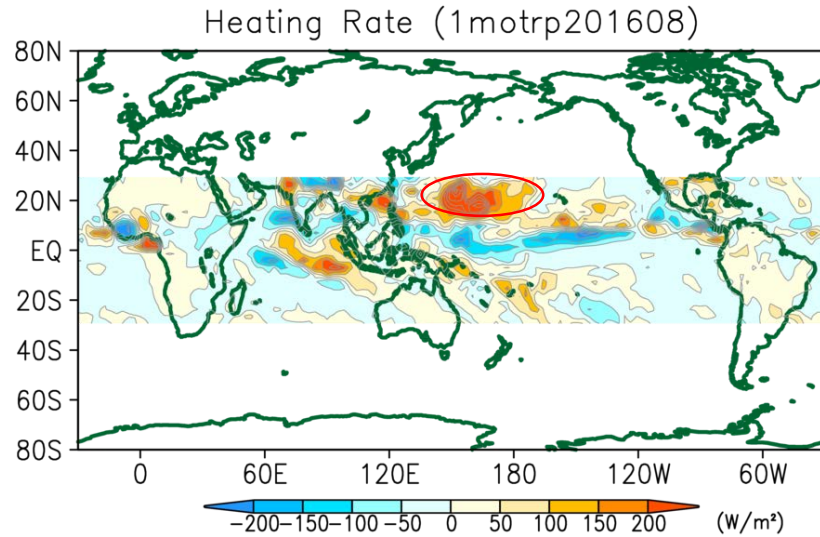 Heating Rate (1motrp201608)
80N
60N
40N
20N
EQ
20S
40S
60S
80S
0 60E 120E 180 120W 60W
-200 -150 -100 -50 0 50 100 150 200 (W/m²)